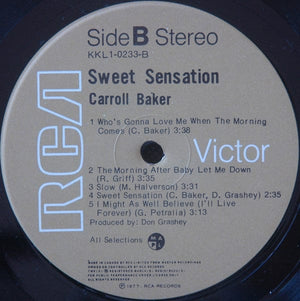 Side B Stereo
KKL1-0233-B
Sweet Sensation
Carroll Baker
1 Who's Gonna Love Me When The Morning
Comes (C. Baker) 3:38
RCA Victor
2 The Morning After Baby Let Me Down
(R. Griff) 3:35
3 Slow (M. Halverson) 3:31
4 Sweet Sensation (C. Baker, D. Grashey) 2:35
5 I Might As Well Believe (I'll Live
Forever) (G. Petralia) 3:29
Produced by: Don Grashey
All Selections
© 1977, RCA RECORDS